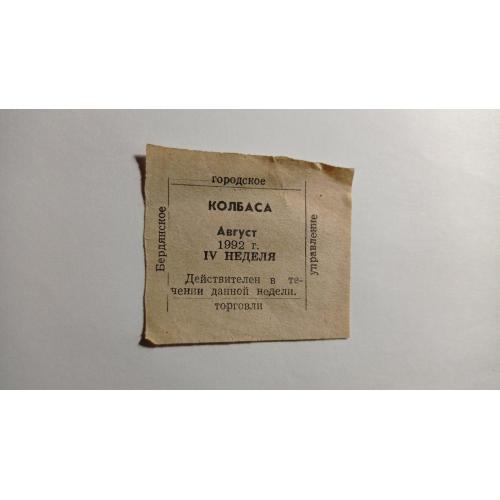 Бердянское
городское
управление
торговли
КОЛБАСА
Август
1992 г.
IV НЕДЕЛЯ
Действителен в те-
чении данной недели.